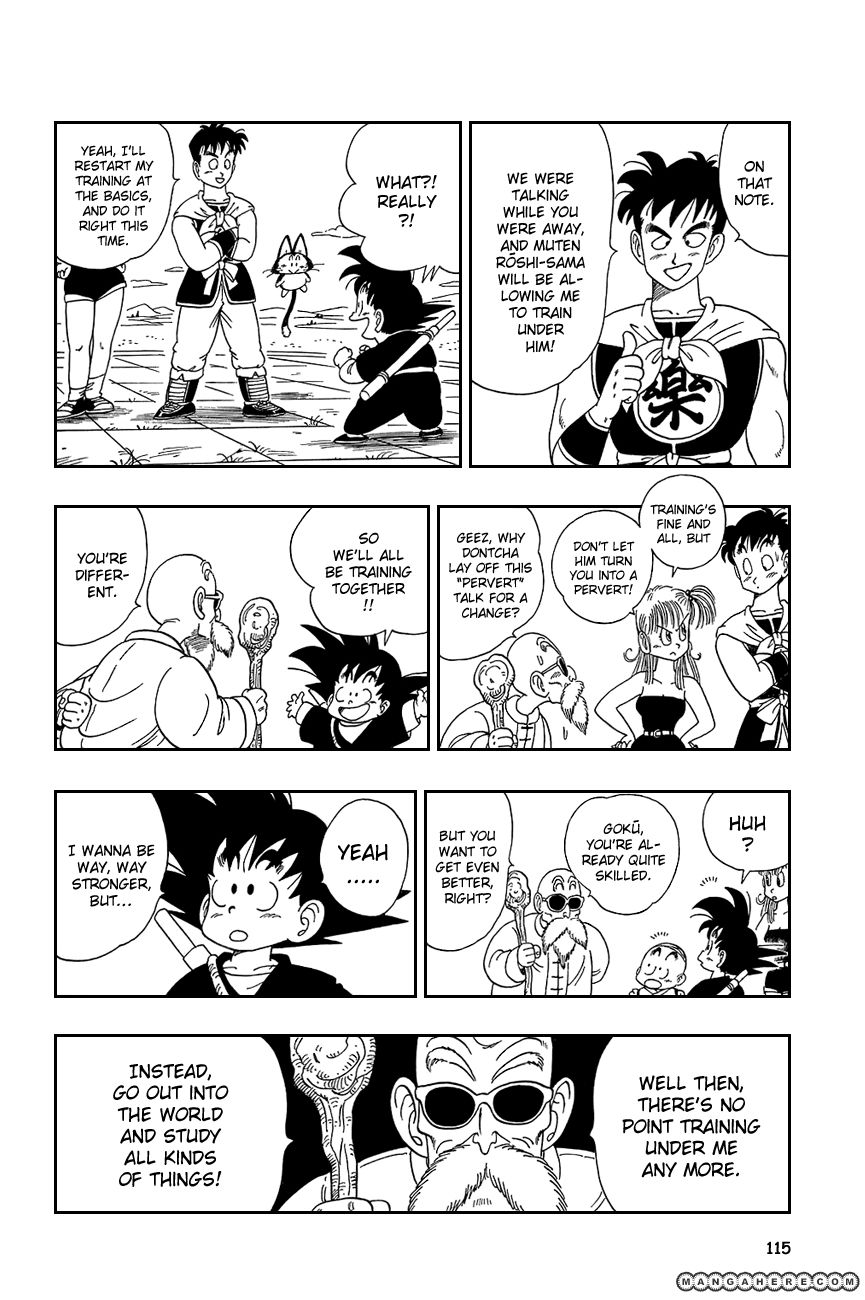 ON
THAT
NOTE.
WE WERE
TALKING
WHILE YOU
WERE AWAY,
AND MUTEN
RŌSHI-SAMA
WILL BE AL-
LOWING ME
TO TRAIN
UNDER
HIM!
樂
WHAT?!
REALLY
?!
YEAH, I'LL
RESTART MY
TRAINING AT
THE BASICS,
AND DO IT
RIGHT THIS
TIME.
TRAINING'S
FINE AND
ALL, BUT
DON'T LET
HIM TURN
YOU INTO A
PERVERT!
GEEZ, WHY
DONTCHA
LAY OFF THIS
"PERVERT"
TALK FOR
A CHANGE?
SO
WE'LL ALL
BE TRAINING
TOGETHER
!!
YOU'RE
DIFFER-
ENT.
HUH
?
GOKŪ,
YOU'RE AL-
READY QUITE
SKILLED.
BUT YOU
WANT TO
GET EVEN
BETTER,
RIGHT?
YEAH
.....
I WANNA BE
WAY, WAY
STRONGER,
BUT...
WELL THEN,
THERE'S NO
POINT TRAINING
UNDER ME
ANY MORE.
INSTEAD,
GO OUT INTO
THE WORLD
AND STUDY
ALL KINDS
OF THINGS!
115
MANGAHERE.COM